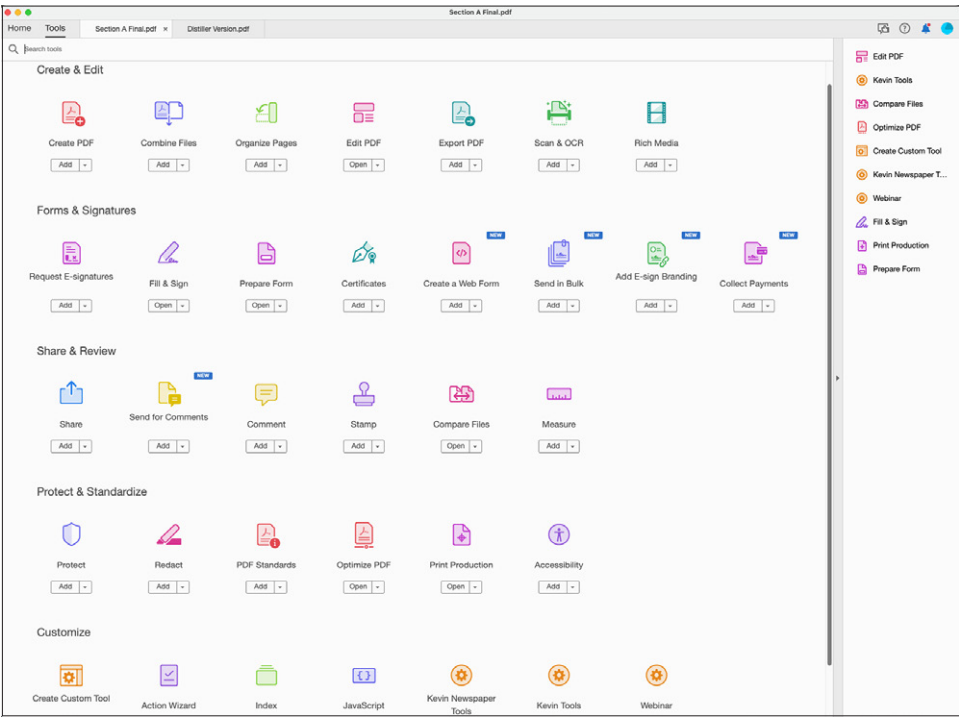 Section A Final.pdf
Home Tools Section A Final.pdf × Distiller Version.pdf
Search tools
Create & Edit
Create PDF Combine Files Organize Pages Edit PDF Export PDF Scan & OCR Rich Media
Add Add Add Open Add Add Add
Forms & Signatures
NEW NEW NEW NEW
Request E-signatures Fill & Sign Prepare Form Certificates Create a Web Form Send in Bulk Add E-sign Branding Collect Payments
Add Open Open Add Add Add Add Add
Share & Review
NEW
Share Send for Comments Comment Stamp Compare Files Measure
Add Add Add Add Open Add
Protect & Standardize
Protect Redact PDF Standards Optimize PDF Print Production Accessibility
Add Add Add Open Open Add
Customize
Create Custom Tool Action Wizard Index JavaScript Kevin Newspaper Tools Kevin Tools Webinar
Edit PDF
Kevin Tools
Compare Files
Optimize PDF
Create Custom Tool
Kevin Newspaper T...
Webinar
Fill & Sign
Print Production
Prepare Form